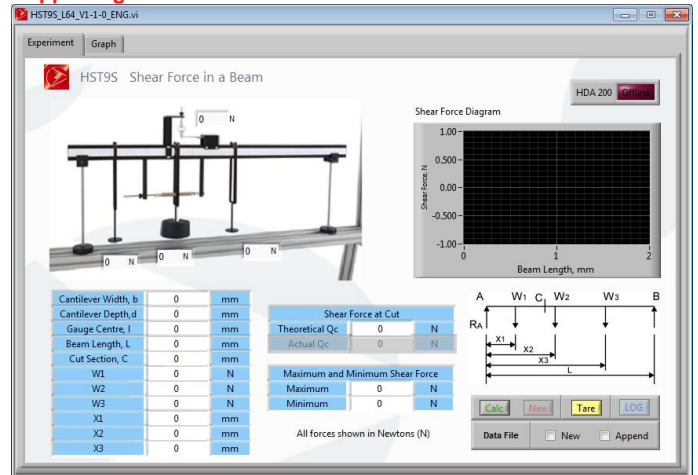 HST9S_L64_V1-1-0_ENG.vi
Experiment Graph
HST9S Shear Force in a Beam
HDA 200 Offline
0 N
0 N
0 N
0 N
Shear Force Diagram
Shear Force, N
1.00
0.500
0.00
-0.500
-1.00
0 1 2
Beam Length, mm
Cantilever Width, b 0 mm
Cantilever Depth,d 0 mm
Gauge Centre, l 0 mm
Beam Length, L 0 mm
Cut Section, C 0 mm
W1 0 N
W2 0 N
W3 0 N
X1 0 mm
X2 0 mm
X3 0 mm
Shear Force at Cut
Theoretical Qc 0 N
Actual Qc 0 N
Maximum and Minimum Shear Force
Maximum 0 N
Minimum 0 N
All forces shown in Newtons (N)
A W1 C W2 W3 B
RA
X1
X2
X3
L
Calc New Tare LOG
Data File New Append